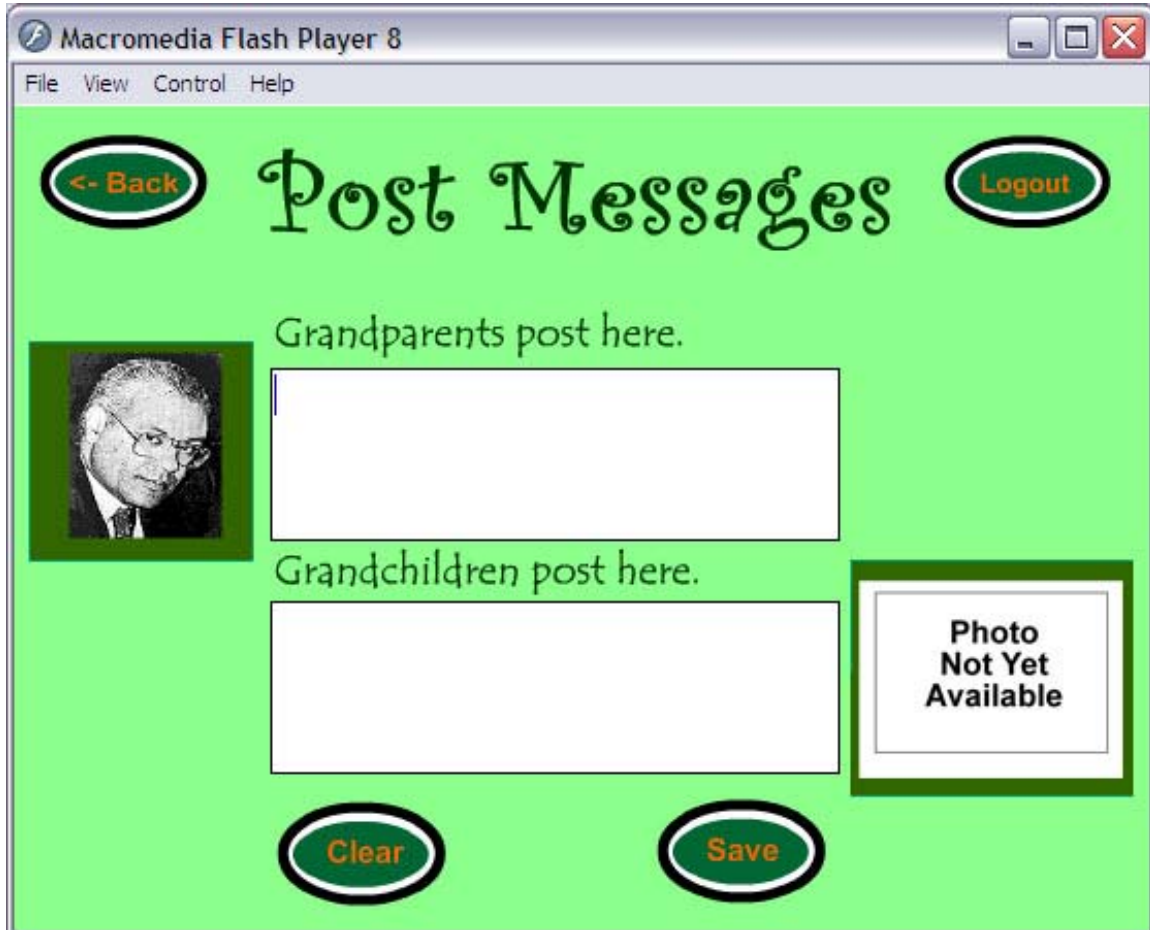 Macromedia Flash Player 8
File View Control Help
<- Back
Post Messages
Logout
Grandparents post here.
Grandchildren post here.
Photo
Not Yet
Available
Clear
Save